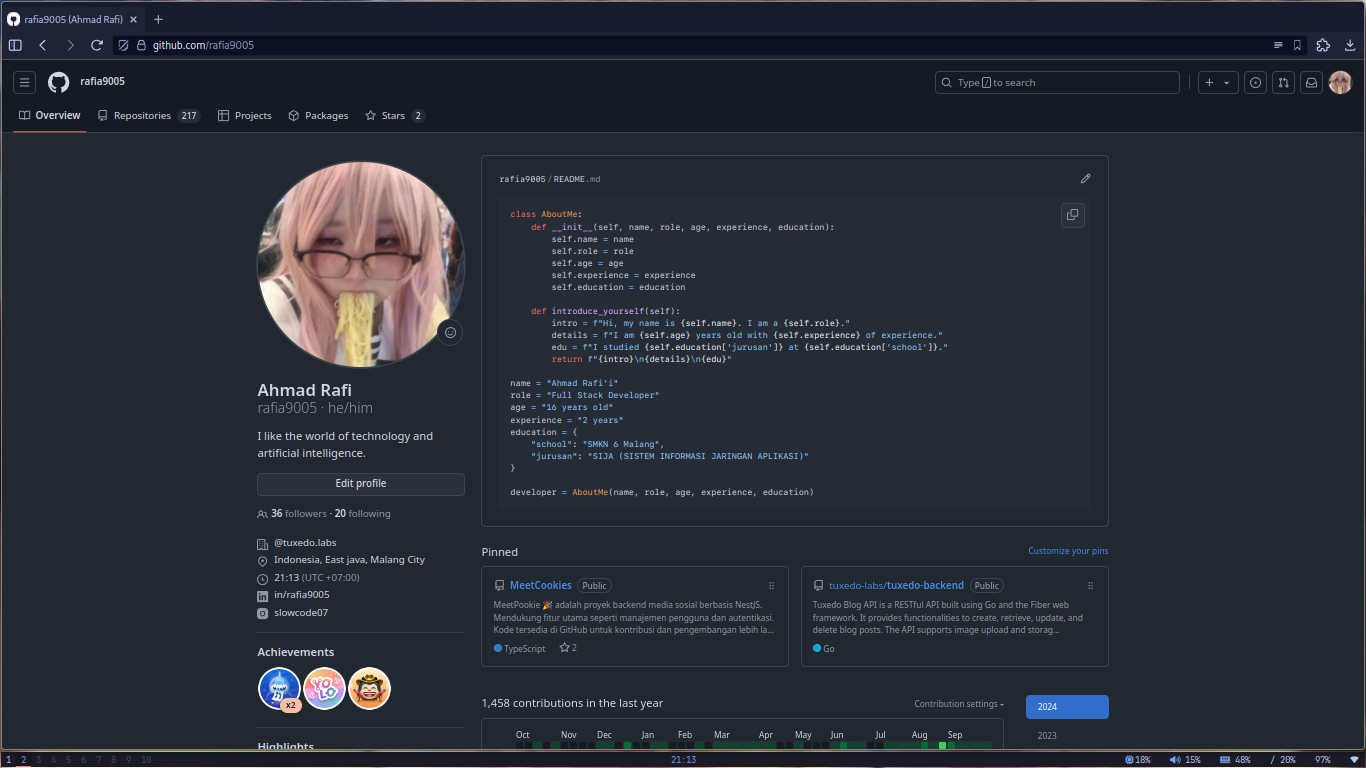 rafia9005 (Ahmad Rafi)
github.com/rafia9005
rafia9005
Type / to search
Overview
Repositories 217
Projects
Packages
Stars 2
rafia9005 / README.md
class AboutMe:
    def __init__(self, name, role, age, experience, education):
        self.name = name
        self.role = role
        self.age = age
        self.experience = experience
        self.education = education
    def introduce_yourself(self):
        intro = f"Hi, my name is {self.name}. I am a {self.role}."
        details = f"I am {self.age} years old with {self.experience} of experience."
        edu = f"I studied {self.education['jurusan']} at {self.education['school']}."
        return f"{intro}\n{details}\n{edu}"
name = "Ahmad Rafi'i"
role = "Full Stack Developer"
age = "16 years old"
experience = "2 years"
education = {
    "school": "SMKN 6 Malang",
    "jurusan": "SIJA (SISTEM INFORMASI JARINGAN APLIKASI)"
}
developer = AboutMe(name, role, age, experience, education)
Ahmad Rafi
rafia9005 · he/him
I like the world of technology and
artificial intelligence.
Edit profile
36 followers · 20 following
@tuxedo.labs
Indonesia, East java, Malang City
21:13 (UTC +07:00)
in/rafia9005
slowcode07
Achievements
YOLO
x2
Highlights
Pinned
Customize your pins
MeetCookies Public
MeetPookie 🎉 adalah proyek backend media sosial berbasis NestJS.
Mendukung fitur utama seperti manajemen pengguna dan autentikasi.
Kode tersedia di GitHub untuk kontribusi dan pengembangan lebih la...
TypeScript 2
tuxedo-labs/tuxedo-backend Public
Tuxedo Blog API is a RESTful API built using Go and the Fiber web
framework. It provides functionalities to create, retrieve, update, and
delete blog posts. The API supports image upload and storag...
Go
1,458 contributions in the last year
Contribution settings
2024
2023
Oct Nov Dec Jan Feb Mar Apr May Jun Jul Aug Sep
1 2 3 4 5 6 7 8 9 10
21:13
18% 15% 48% / 20% 97%